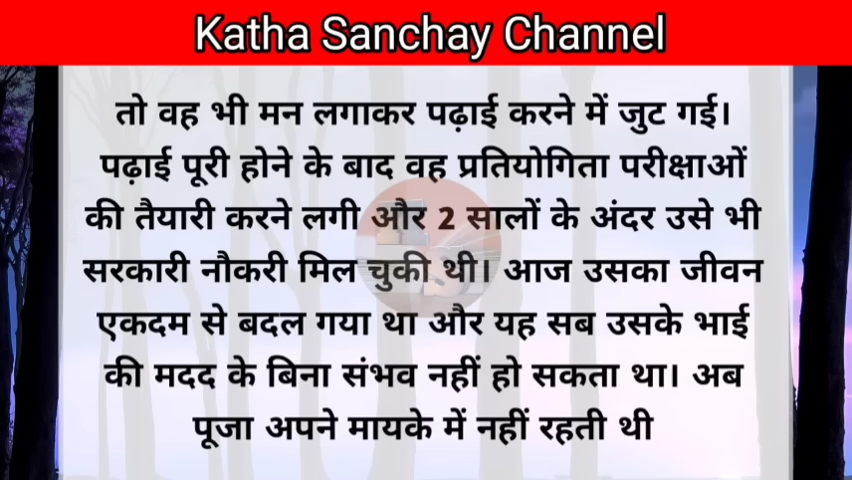 Katha Sanchay Channel
तो वह भी मन लगाकर पढ़ाई करने में जुट गई।
पढ़ाई पूरी होने के बाद वह प्रतियोगिता परीक्षाओं
की तैयारी करने लगी और 2 सालों के अंदर उसे भी
सरकारी नौकरी मिल चुकी थी। आज उसका जीवन
एकदम से बदल गया था और यह सब उसके भाई
की मदद के बिना संभव नहीं हो सकता था। अब
पूजा अपने मायके में नहीं रहती थी